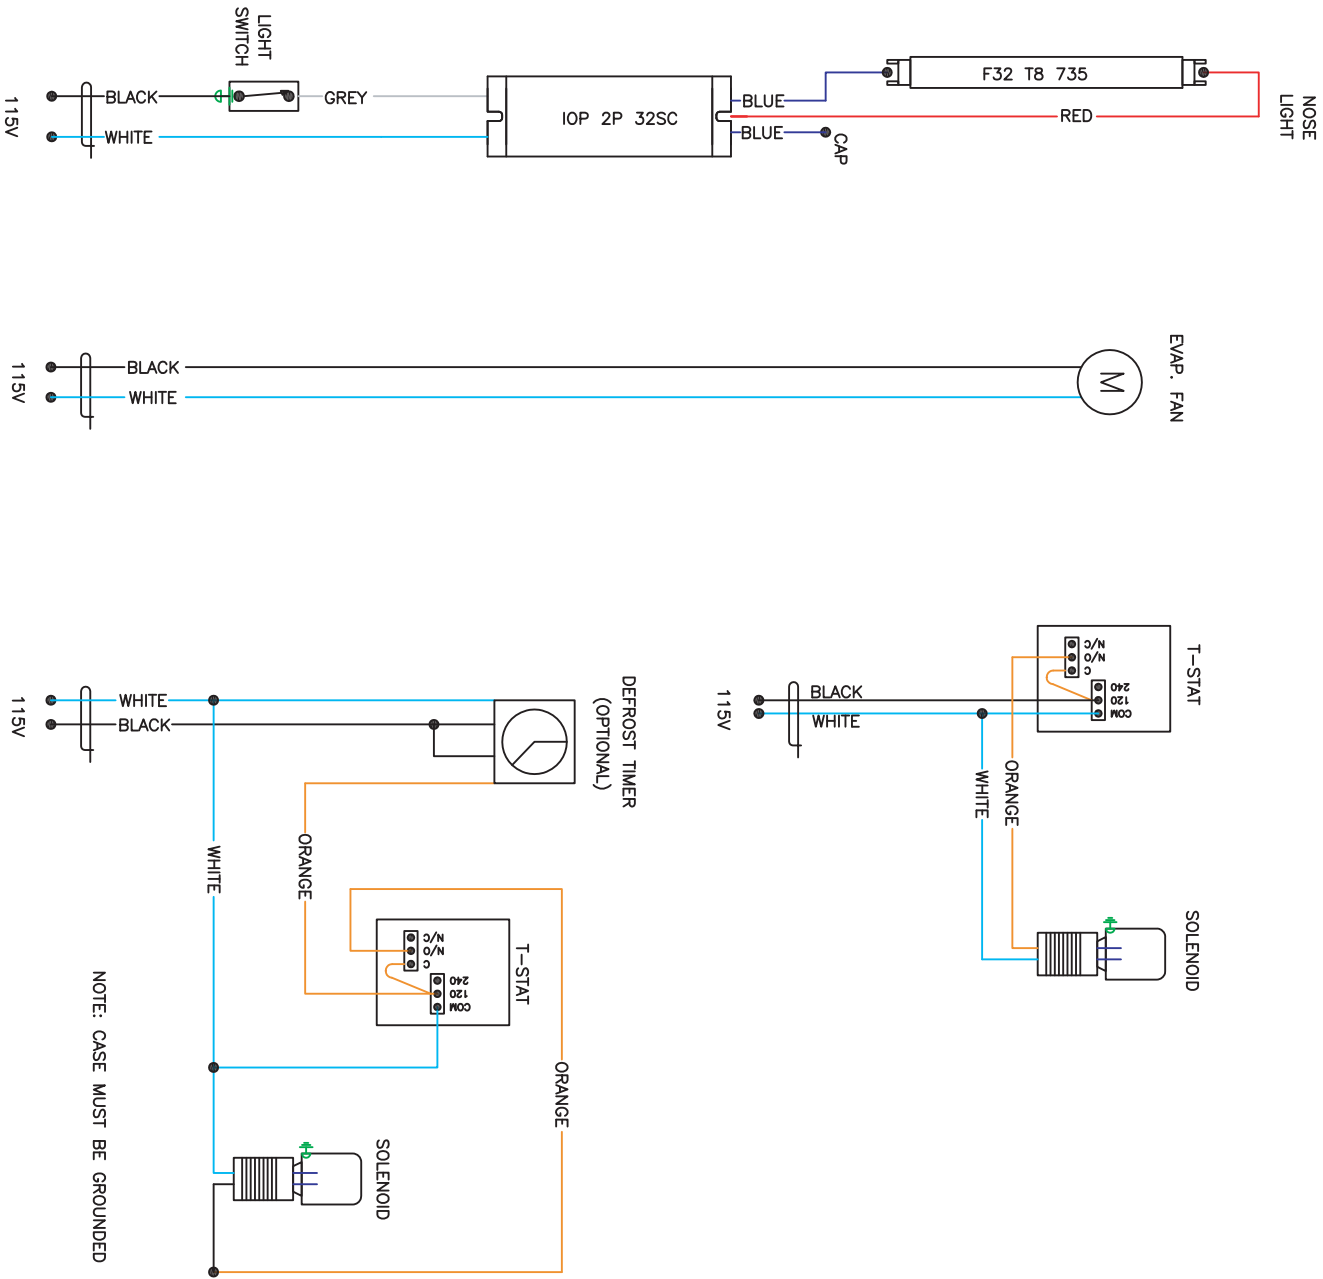 LIGHT
SWITCH
115V
BLACK
WHITE
GREY
IOP 2P 32SC
BLUE
BLUE
CAP
RED
F32 T8 735
NOSE
LIGHT
115V
BLACK
WHITE
M
EVAP. FAN
115V
WHITE
BLACK
DEFROST TIMER
(OPTIONAL)
WHITE
ORANGE
T-STAT
N/C
N/O
C
240
120
COM
ORANGE
SOLENOID
115V
BLACK
WHITE
T-STAT
N/C
N/O
C
240
120
COM
WHITE
ORANGE
SOLENOID
NOTE: CASE MUST BE GROUNDED